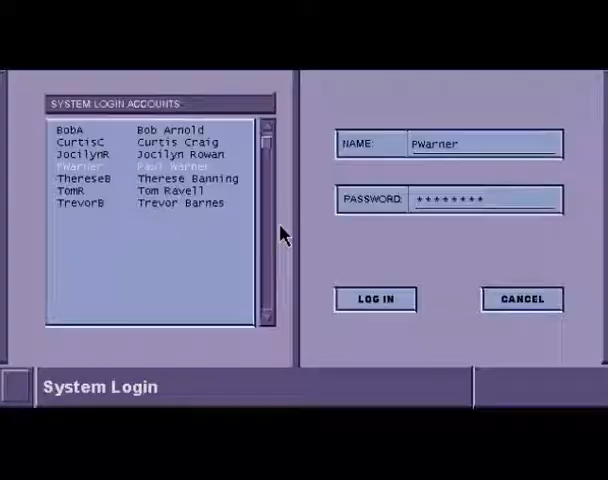 SYSTEM LOGIN ACCOUNTS
BobA Bob Arnold
CurtisC Curtis Craig
JocilynR Jocilyn Rowan
PWarner Paul Warner
ThereseB Therese Banning
TomR Tom Ravell
TrevorB Trevor Barnes
NAME: PWarner
PASSWORD: ********
LOG IN
CANCEL
System Login